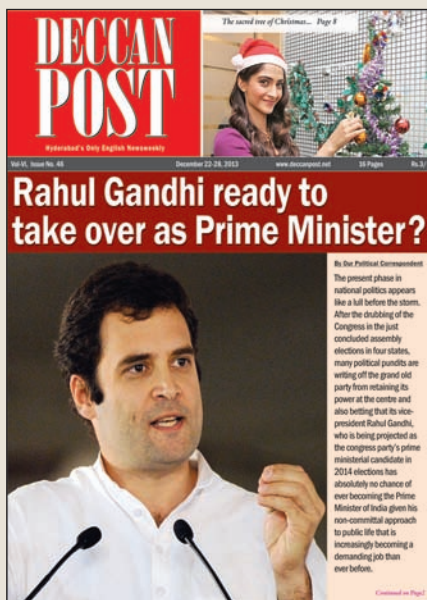 The sacred tree of Christmas... Page 8
DECCAN
POST
Hyderabad's Only English Newsweekly
Vol-VI, Issue No. 46 December 22-28, 2013 www.deccanpost.net 16 Pages Rs.3/
Rahul Gandhi ready to
take over as Prime Minister?
By Our Political Correspondent
The present phase in
national politics appears
like a lull before the storm.
After the drubbing of the
Congress in the just
concluded assembly
elections in four states,
many political pundits are
writing off the grand old
party from retaining its
power at the centre and
also betting that its vice-
president Rahul Gandhi,
who is being projected as
the congress party's prime
ministerial candidate in
2014 elections has
absolutely no chance of
ever becoming the Prime
Minister of India given his
non-committal approach
to public life that is
increasingly becoming a
demanding job than
ever before.
Continued on Page2